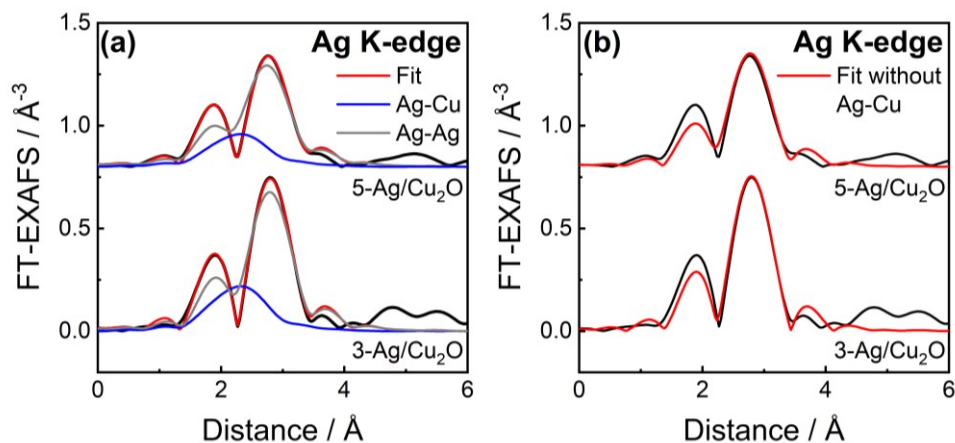 (a)
Ag K-edge
Fit
Ag-Cu
Ag-Ag
5-Ag/Cu₂O
3-Ag/Cu₂O
1.5
1.0
0.5
0.0
FT-EXAFS / Å⁻³
0
2
4
6
Distance / Å
(b)
Ag K-edge
Fit without
Ag-Cu
5-Ag/Cu₂O
3-Ag/Cu₂O
1.5
1.0
0.5
0.0
FT-EXAFS / Å⁻³
0
2
4
6
Distance / Å